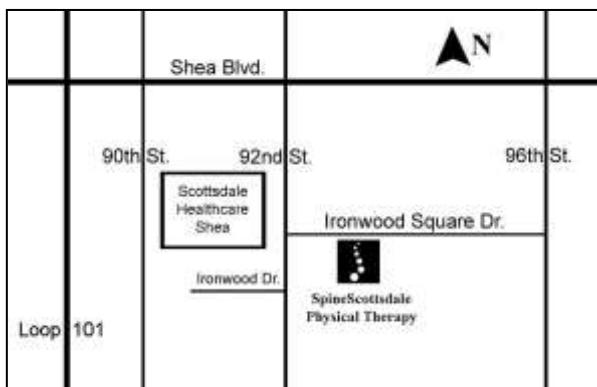 N
Shea Blvd.
90th St.
92nd St.
96th St.
Scottsdale
Healthcare
Shea
Ironwood Square Dr.
Ironwood Dr.
SpineScottsdale
Physical Therapy
Loop 101